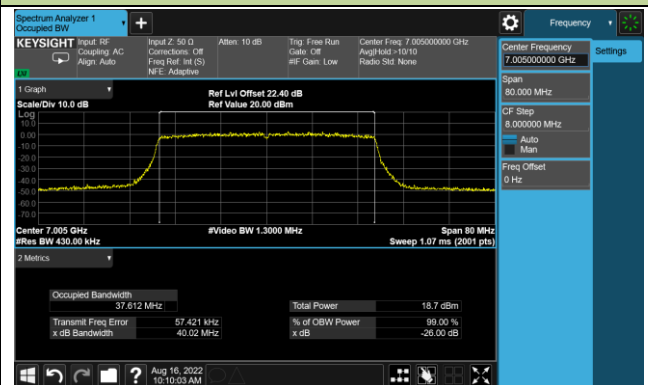 Spectrum Analyzer 1
Occupied BW
+
Frequency
KEYSIGHT
Input: RF
Coupling: AC
Align: Auto
Input Z: 50 Ω
Corrections: Off
Freq Ref: Int (S)
NFE: Adaptive
Atten: 10 dB
Trig: Free Run
Gate: Off
#IF Gain: Low
Center Freq: 7.005000000 GHz
Avg|Hold:>10/10
Radio Std: None
Center Frequency
7.005000000 GHz
Settings
Span
80.000 MHz
CF Step
8.000000 MHz
Auto
Man
Freq Offset
0 Hz
1 Graph
Scale/Div 10.0 dB
Ref Lvl Offset 22.40 dB
Ref Value 20.00 dBm
Log
10.0
0.00
-10.0
-20.0
-30.0
-40.0
-50.0
-60.0
-70.0
Center 7.005 GHz
#Video BW 1.3000 MHz
Span 80 MHz
#Res BW 430.00 kHz
Sweep 1.07 ms (2001 pts)
2 Metrics
Occupied Bandwidth
37.612 MHz
Total Power
18.7 dBm
Transmit Freq Error
57.421 kHz
% of OBW Power
99.00 %
x dB Bandwidth
40.02 MHz
x dB
-26.00 dB
?
Aug 16, 2022
10:10:03 AM